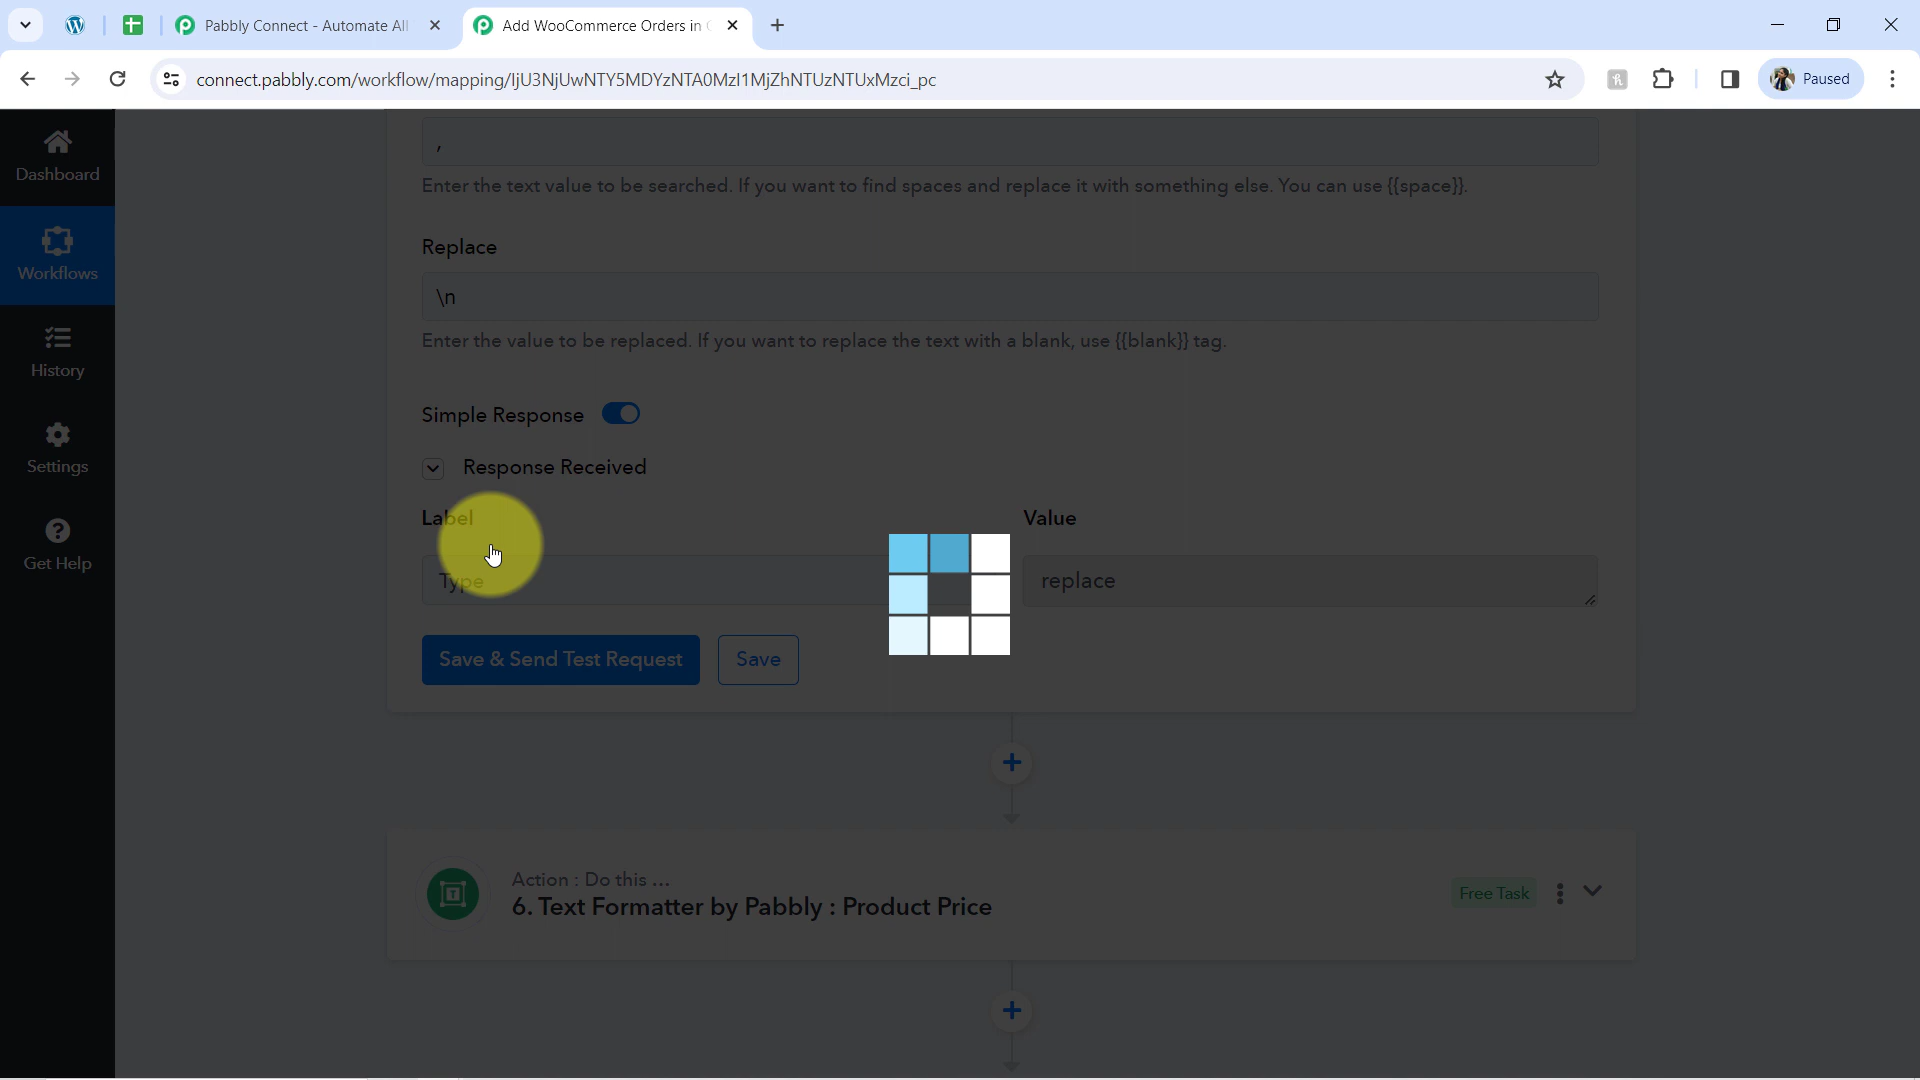 Pabbly Connect - Automate All
Add WooCommerce Orders in
connect.pabbly.com/workflow/mapping/IjU3NjUwNTY5MDYzNTA0MzI1MjZhNTUzNTUxMzci_pc
Paused
Dashboard
Workflows
History
Settings
Get Help
,
Enter the text value to be searched. If you want to find spaces and replace it with something else. You can use {{space}}.
Replace
\n
Enter the value to be replaced. If you want to replace the text with a blank, use {{blank}} tag.
Simple Response
Response Received
Label
Value
Type
replace
Save & Send Test Request
Save
Action : Do this ...
6. Text Formatter by Pabbly : Product Price
Free Task